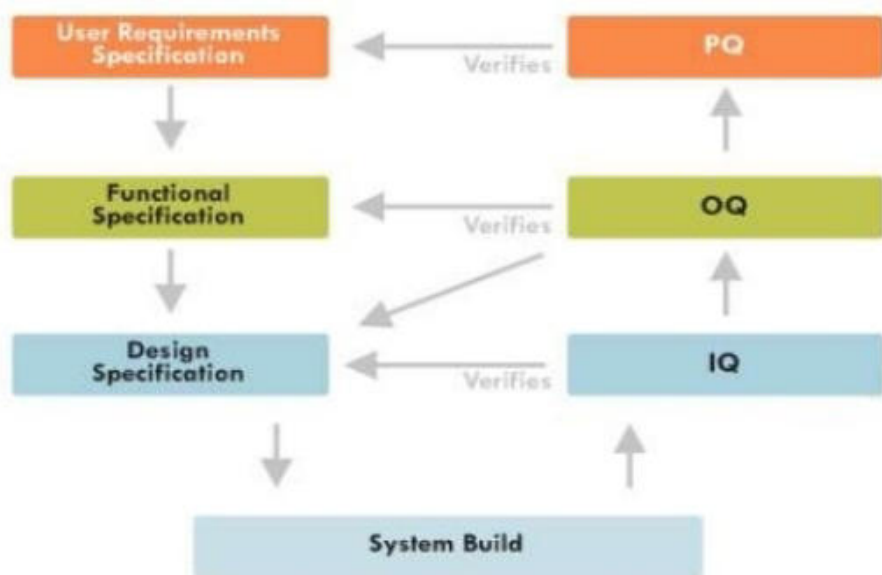 User Requirements
Specification
PQ
Verifies
Functional
Specification
OQ
Verifies
Design
Specification
IQ
Verifies
System Build